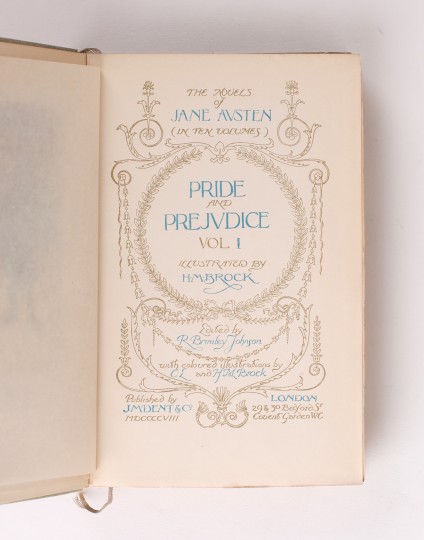 THE NOVELS
of
JANE AVSTEN
(IN TEN VOLUMES)
PRIDE
AND
PREJVDICE
VOL. I
ILLUSTRATED BY
H.M.BROCK
Edited by
R. Brimley Johnson
with coloured illustrations by
and H.M. Brock
Published by
J.M.DENT & Co
MDCCCCVIII
LONDON
29 & 30 Bedford St
Covent Garden W.C